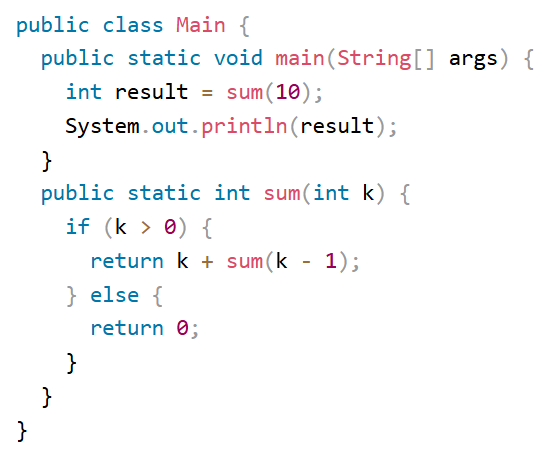 public class Main {
  public static void main(String[] args) {
    int result = sum(10);
    System.out.println(result);
  }
  public static int sum(int k) {
    if (k > 0) {
      return k + sum(k - 1);
    } else {
      return 0;
    }
  }
}